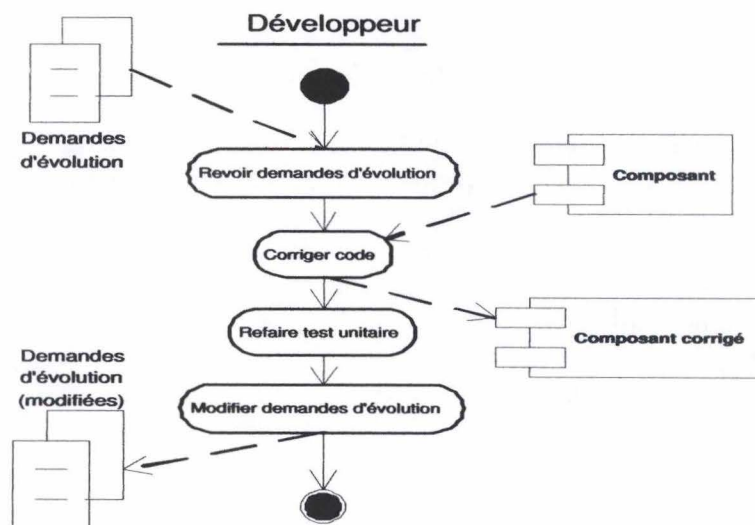 Développeur
Demandes
d'évolution
Revoir demandes d'évolution
Composant
Corriger code
Refaire test unitaire
Composant corrigé
Demandes
d'évolution
(modifiées)
Modifier demandes d'évolution